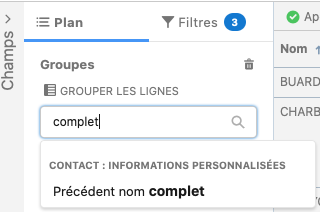 Plan
Filtres 3
Champs
Groupes
GROUPER LES LIGNES
complet
CONTACT : INFORMATIONS PERSONNALISÉES
Précédent nom complet
Ap
Nom
BUARD
CHARB